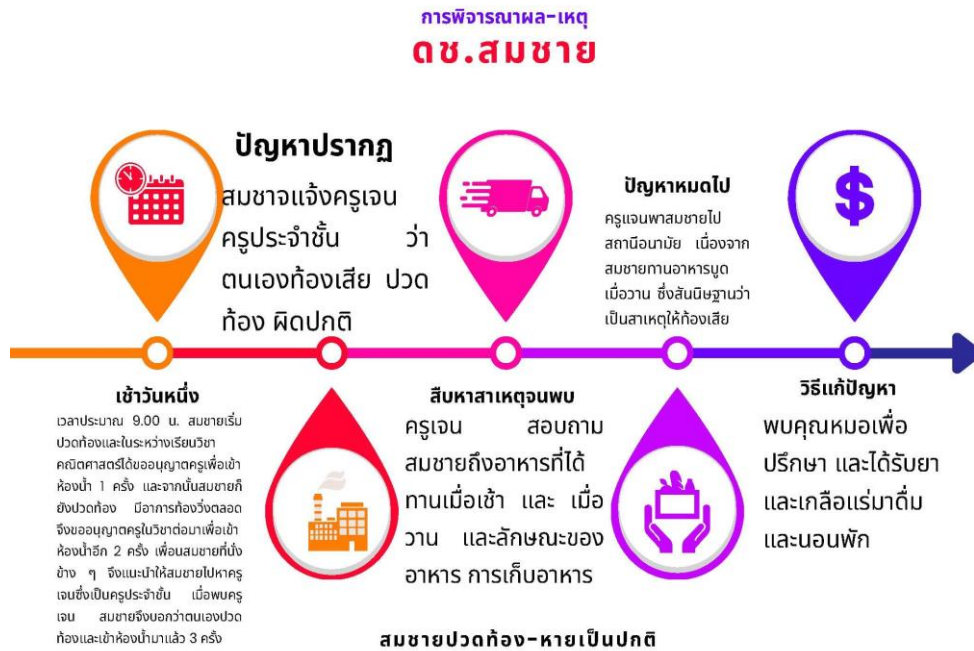 การพิจารณาผล-เหตุ
ดช.สมชาย
เช้าวันหนึ่ง
เวลาประมาณ 9.00 น. สมชายเริ่ม
ปวดท้องและในระหว่างเรียนวิชา
คณิตศาสตร์ได้ขออนุญาตครูเพื่อเข้า
ห้องน้ำ 1 ครั้ง และจากนั้นสมชายก็
ยังปวดท้อง มีอาการท้องวิ่งตลอด
จึงขออนุญาตครูในวิชาต่อมาเพื่อเข้า
ห้องน้ำอีก 2 ครั้ง เพื่อนสมชายที่นั่ง
ข้าง ๆ จึงแนะนำให้สมชายไปหาครู
เจนซึ่งเป็นครูประจำชั้น เมื่อพบครู
เจน สมชายจึงบอกว่าตนเองปวด
ท้องและเข้าห้องน้ำมาแล้ว 3 ครั้ง
ปัญหาปรากฏ
สมชาจแจ้งครูเจน
ครูประจำชั้น ว่า
ตนเองท้องเสีย ปวด
ท้อง ผิดปกติ
สืบหาสาเหตุจนพบ
ครูเจน สอบถาม
สมชายถึงอาหารที่ได้
ทานเมื่อเช้า และ เมื่อ
วาน และลักษณะของ
อาหาร การเก็บอาหาร
ปัญหาหมดไป
ครูแจนพาสมชายไป
สถานีอนามัย เนื่องจาก
สมชายทานอาหารบูด
เมื่อวาน ซึ่งสันนิษฐานว่า
เป็นสาเหตุให้ท้องเสีย
$
วิธีแก้ปัญหา
พบคุณหมอเพื่อ
ปรึกษา และได้รับยา
และเกลือแร่มาดื่ม
และนอนพัก
สมชายปวดท้อง-หายเป็นปกติ